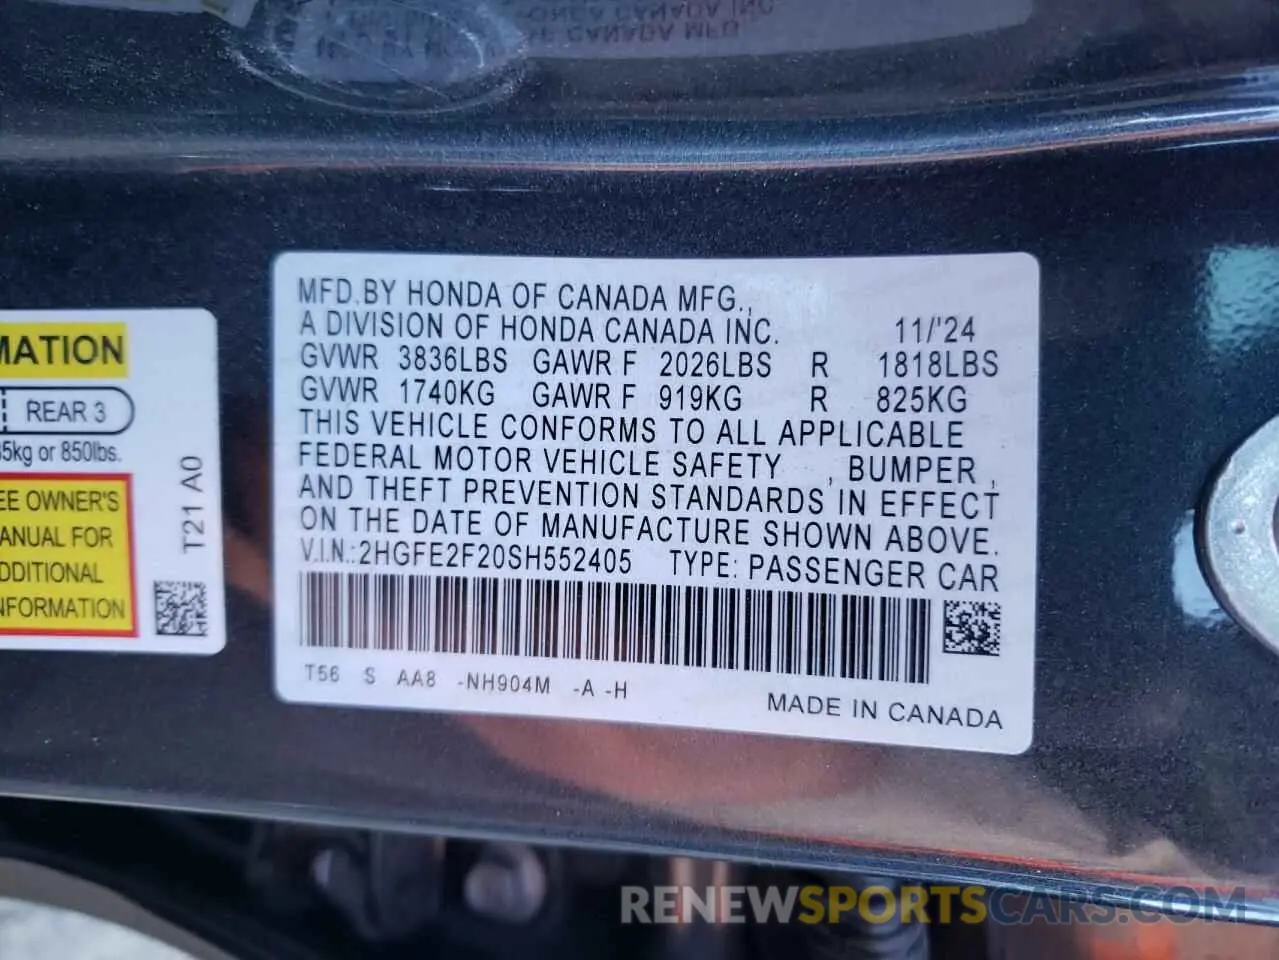 MFD.BY HONDA OF CANADA MFG.,
A DIVISION OF HONDA CANADA INC. 11/'24
GVWR 3836LBS GAWR F 2026LBS R 1818LBS
GVWR 1740KG GAWR F 919KG R 825KG
THIS VEHICLE CONFORMS TO ALL APPLICABLE
FEDERAL MOTOR VEHICLE SAFETY , BUMPER ,
AND THEFT PREVENTION STANDARDS IN EFFECT
ON THE DATE OF MANUFACTURE SHOWN ABOVE.
V.I.N.:2HGFE2F20SH552405 TYPE: PASSENGER CAR
T56 S AA8 -NH904M -A -H
MADE IN CANADA
MATION
REAR 3
85kg or 850lbs.
EE OWNER'S
ANUAL FOR
DDITIONAL
NFORMATION
T21 A0
RENEWSPORTSCARS.COM